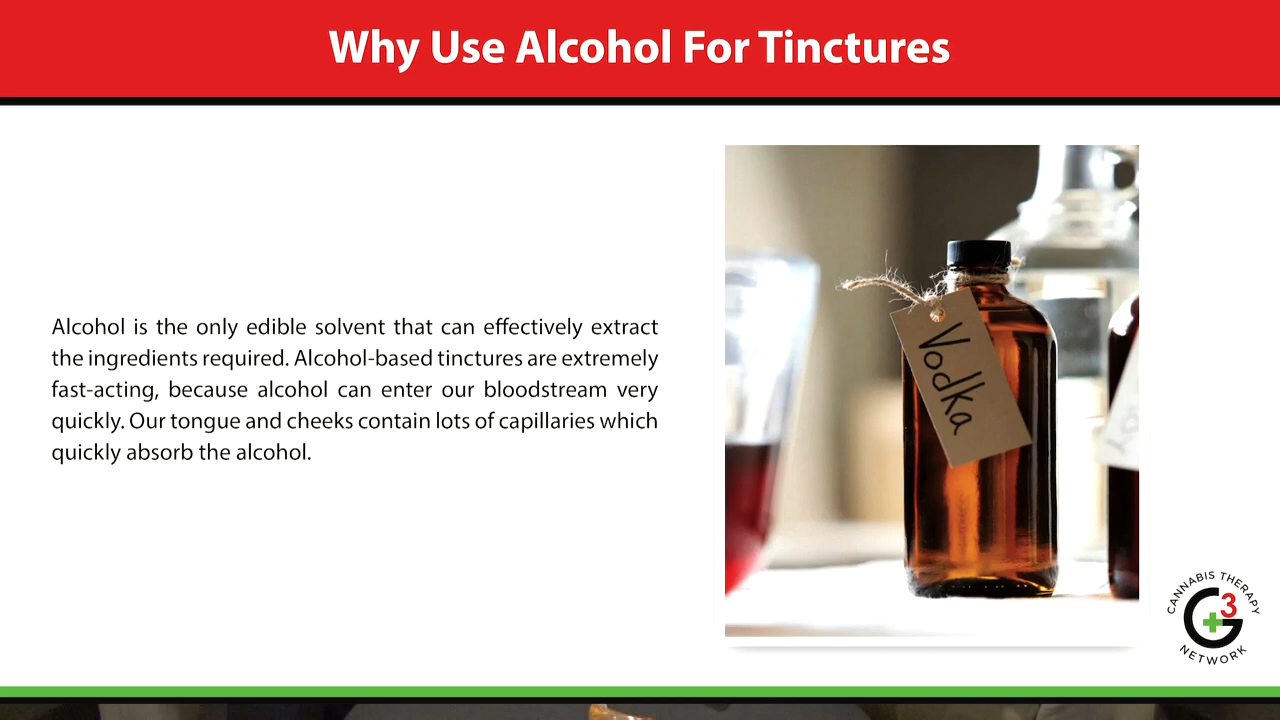 Why Use Alcohol For Tinctures
Alcohol is the only edible solvent that can effectively extract
the ingredients required. Alcohol-based tinctures are extremely
fast-acting, because alcohol can enter our bloodstream very
quickly. Our tongue and cheeks contain lots of capillaries which
quickly absorb the alcohol.
Vodka
CANNABIS THERAPY
G3
NETWORK